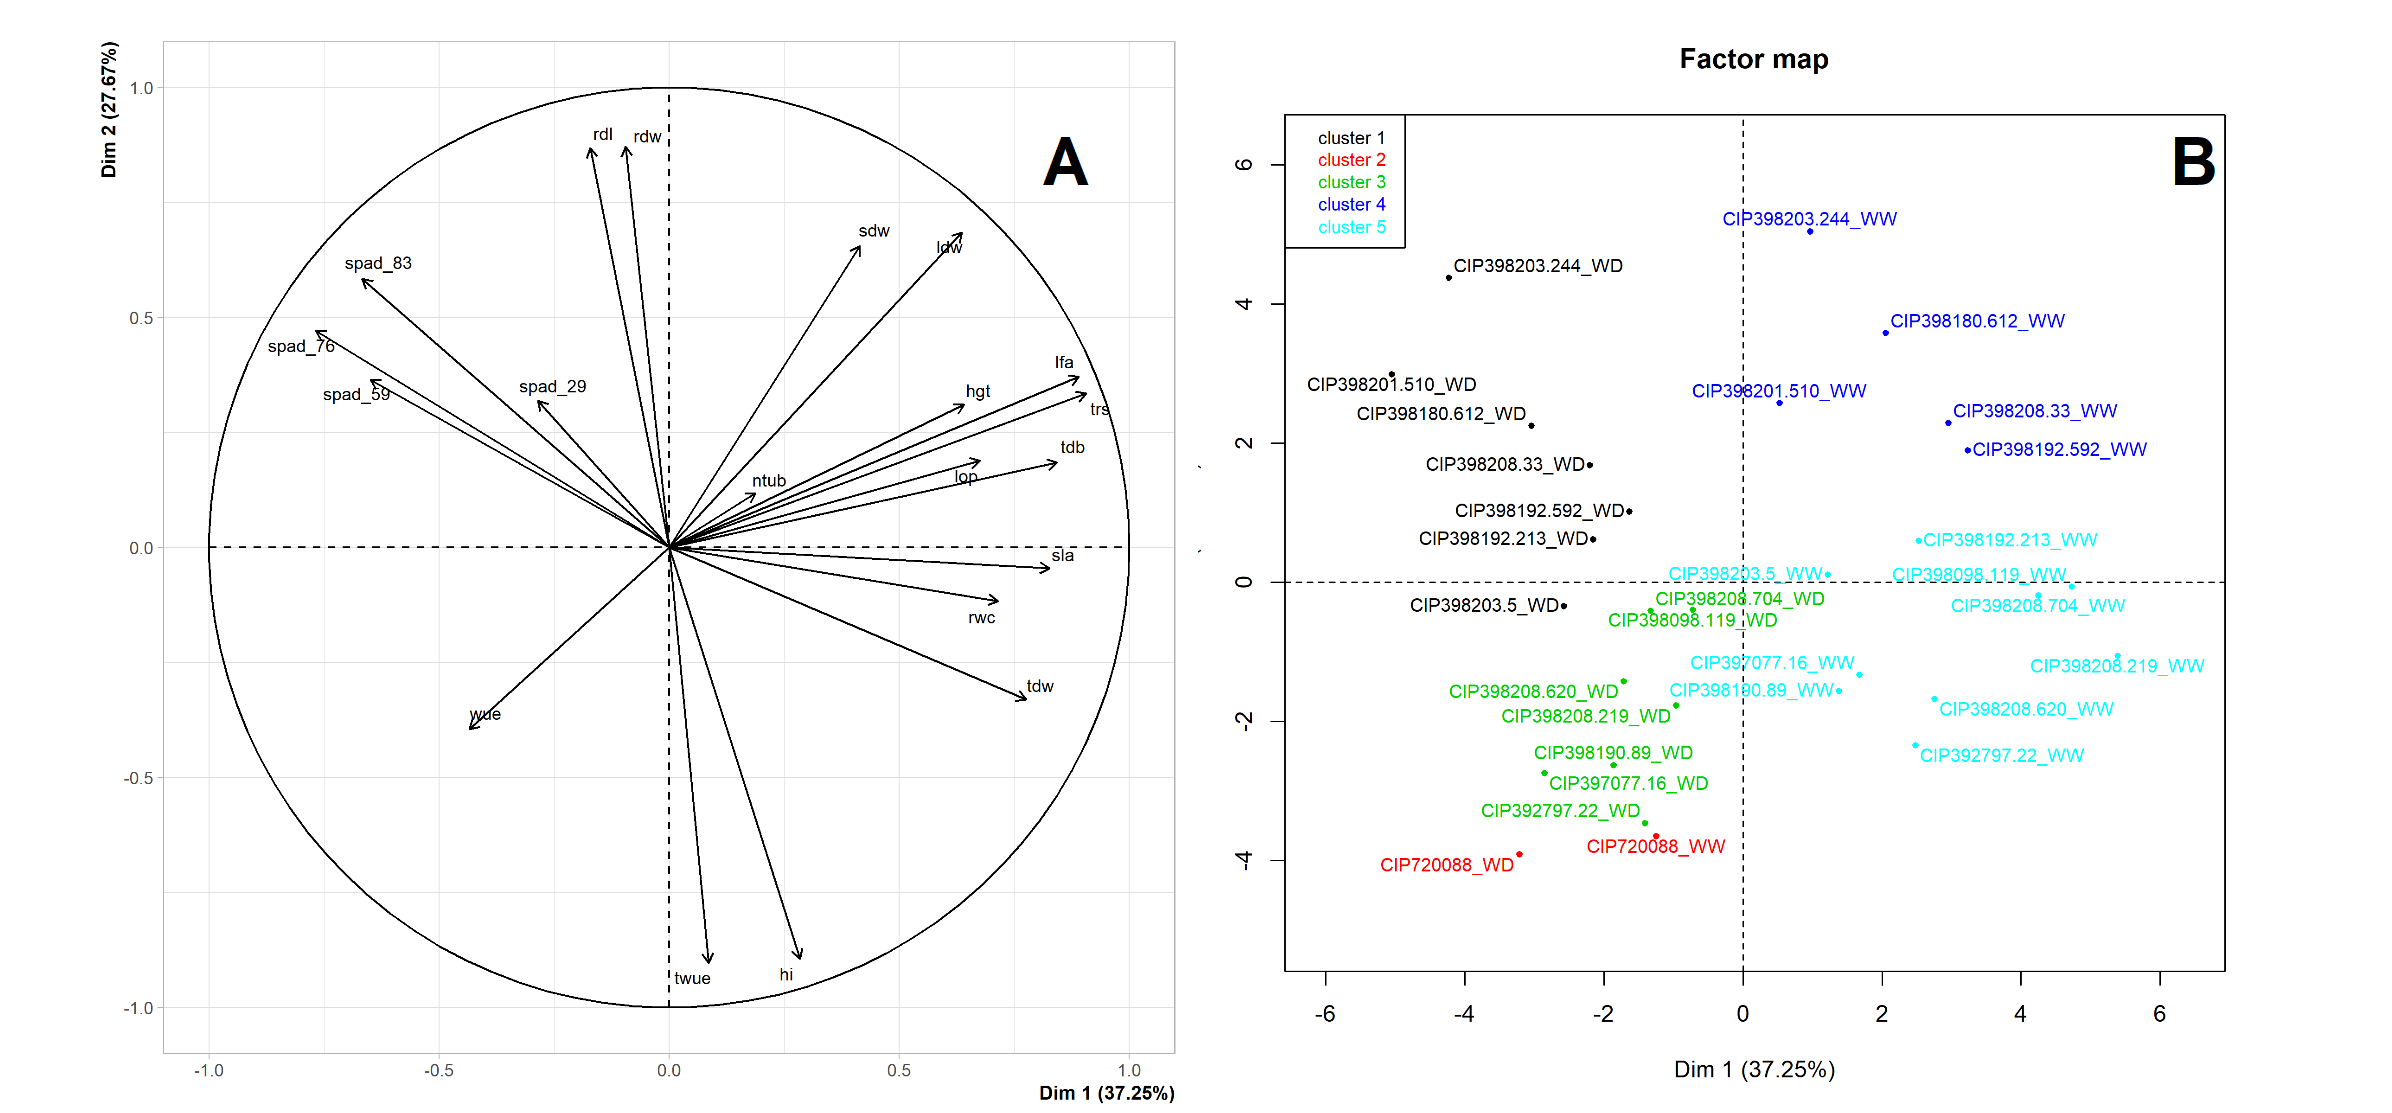 Dim 2 (27.67%)
1.0
0.5
0.0
-0.5
-1.0
A
rdl
rdw
sdw
ldw
spad_83
spad_76
spad_59
spad_29
lfa
hgt
trs
tdb
lop
ntub
sla
rwc
tdw
wue
twue
hi
-1.0
-0.5
0.0
0.5
1.0
Dim 1 (37.25%)
Factor map
B
cluster 1
cluster 2
cluster 3
cluster 4
cluster 5
6
4
2
0
-2
-4
CIP398203.244_WW
CIP398203.244_WD
CIP398180.612_WW
CIP398201.510_WD
CIP398201.510_WW
CIP398180.612_WD
CIP398208.33_WW
CIP398192.592_WW
CIP398208.33_WD
CIP398192.592_WD
CIP398192.213_WD
CIP398192.213_WW
CIP398203.5_WW
CIP398098.119_WW
CIP398203.5_WD
CIP398208.704_WD
CIP398208.704_WW
CIP398098.119_WD
CIP397077.16_WW
CIP398208.219_WW
CIP398208.620_WD
CIP398190.89_WW
CIP398208.219_WD
CIP398208.620_WW
CIP398190.89_WD
CIP392797.22_WW
CIP397077.16_WD
CIP392797.22_WD
CIP720088_WW
CIP720088_WD
-6
-4
-2
0
2
4
6
Dim 1 (37.25%)